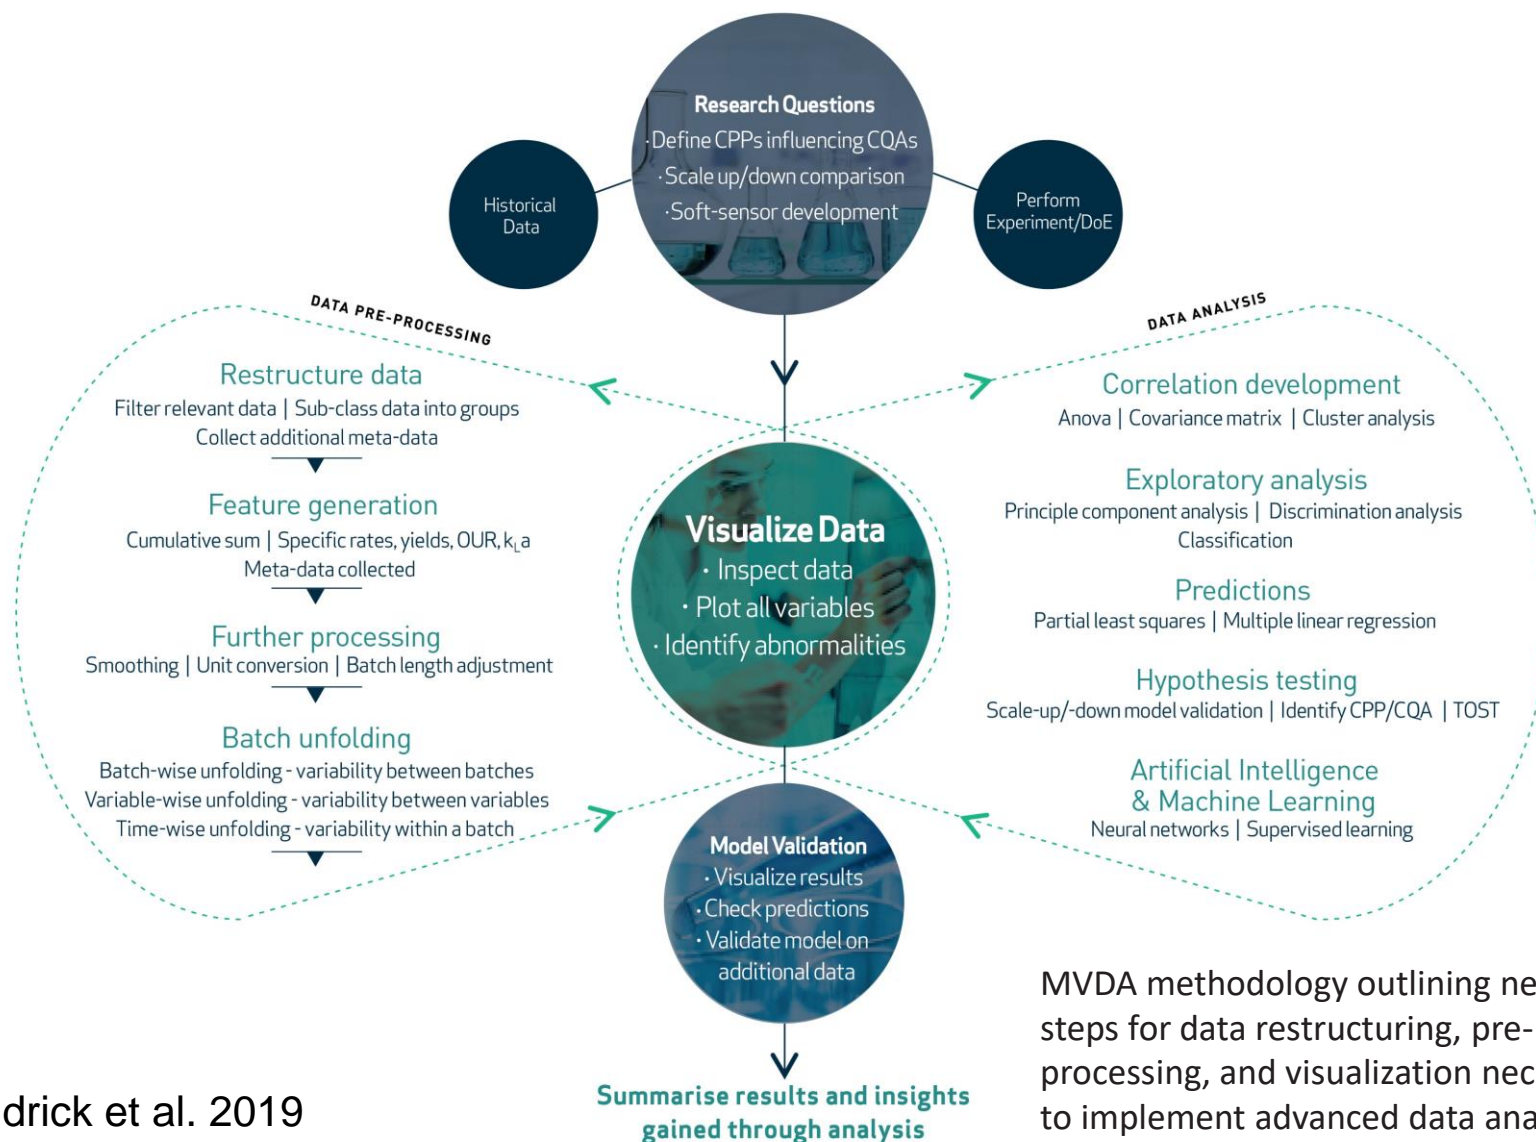 Research Questions
· Define CPPs influencing CQAs
· Scale up/down comparison
· Soft-sensor development
Historical
Data
Perform
Experiment/DoE
DATA PRE-PROCESSING
Restructure data
Filter relevant data | Sub-class data into groups
Collect additional meta-data
Feature generation
Cumulative sum | Specific rates, yields, OUR, kLa
Meta-data collected
Further processing
Smoothing | Unit conversion | Batch length adjustment
Batch unfolding
Batch-wise unfolding - variability between batches
Variable-wise unfolding - variability between variables
Time-wise unfolding - variability within a batch
Visualize Data
· Inspect data
· Plot all variables
· Identify abnormalities
DATA ANALYSIS
Correlation development
Anova | Covariance matrix | Cluster analysis
Exploratory analysis
Principle component analysis | Discrimination analysis
Classification
Predictions
Partial least squares | Multiple linear regression
Hypothesis testing
Scale-up/-down model validation | Identify CPP/CQA | TOST
Artificial Intelligence
& Machine Learning
Neural networks | Supervised learning
Model Validation
· Visualize results
· Check predictions
· Validate model on
additional data
Summarise results and insights
gained through analysis
drick et al. 2019
MVDA methodology outlining ne
steps for data restructuring, pre-
processing, and visualization nec
to implement advanced data ana